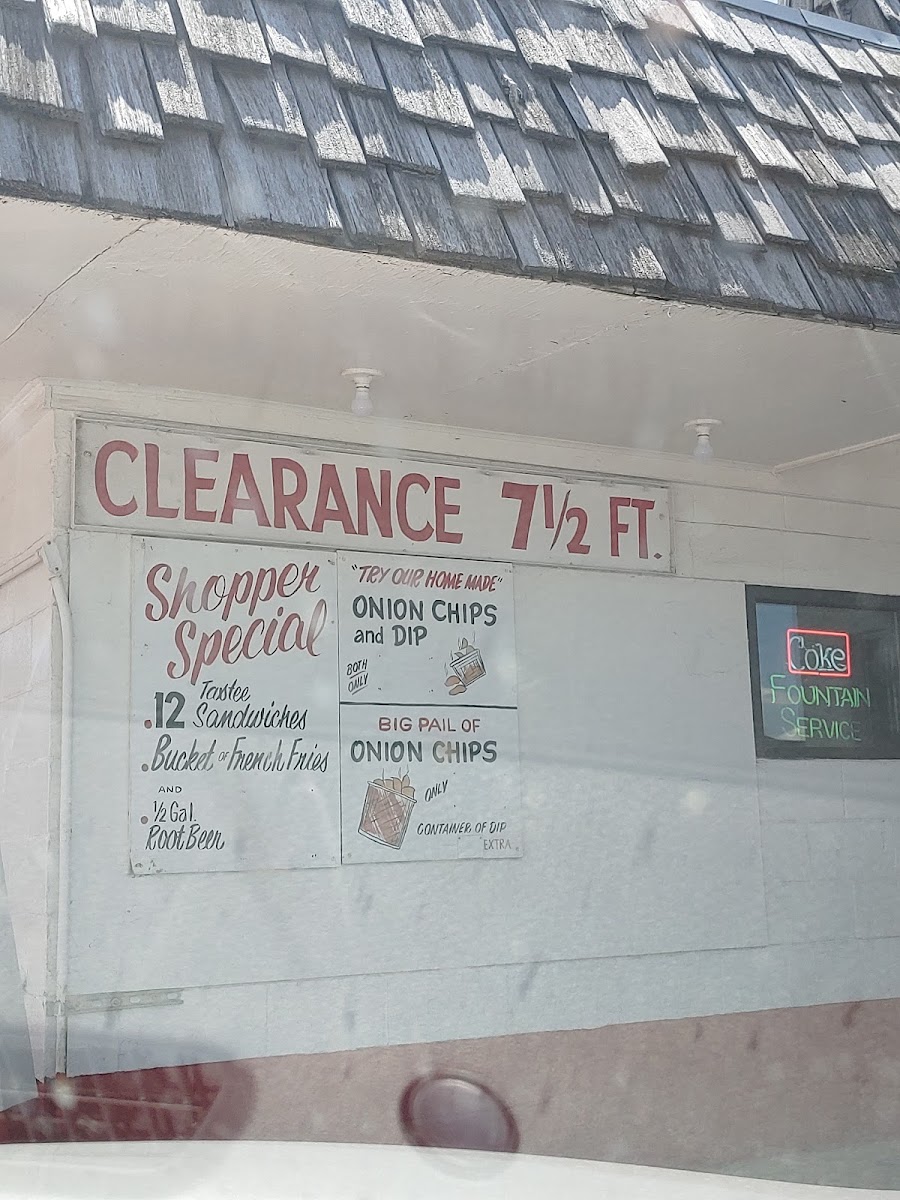 CLEARANCE 7 1/2 FT.
Shopper
Special
.12 Tastee
Sandwiches
.Bucket of French Fries
AND
.1/2 Gal.
Root Beer
"TRY OUR HOME MADE"
ONION CHIPS
and DIP
BOTH
ONLY
BIG PAIL OF
ONION CHIPS
ONLY
CONTAINER OF DIP
EXTRA
Coke
FOUNTAIN
SERVICE